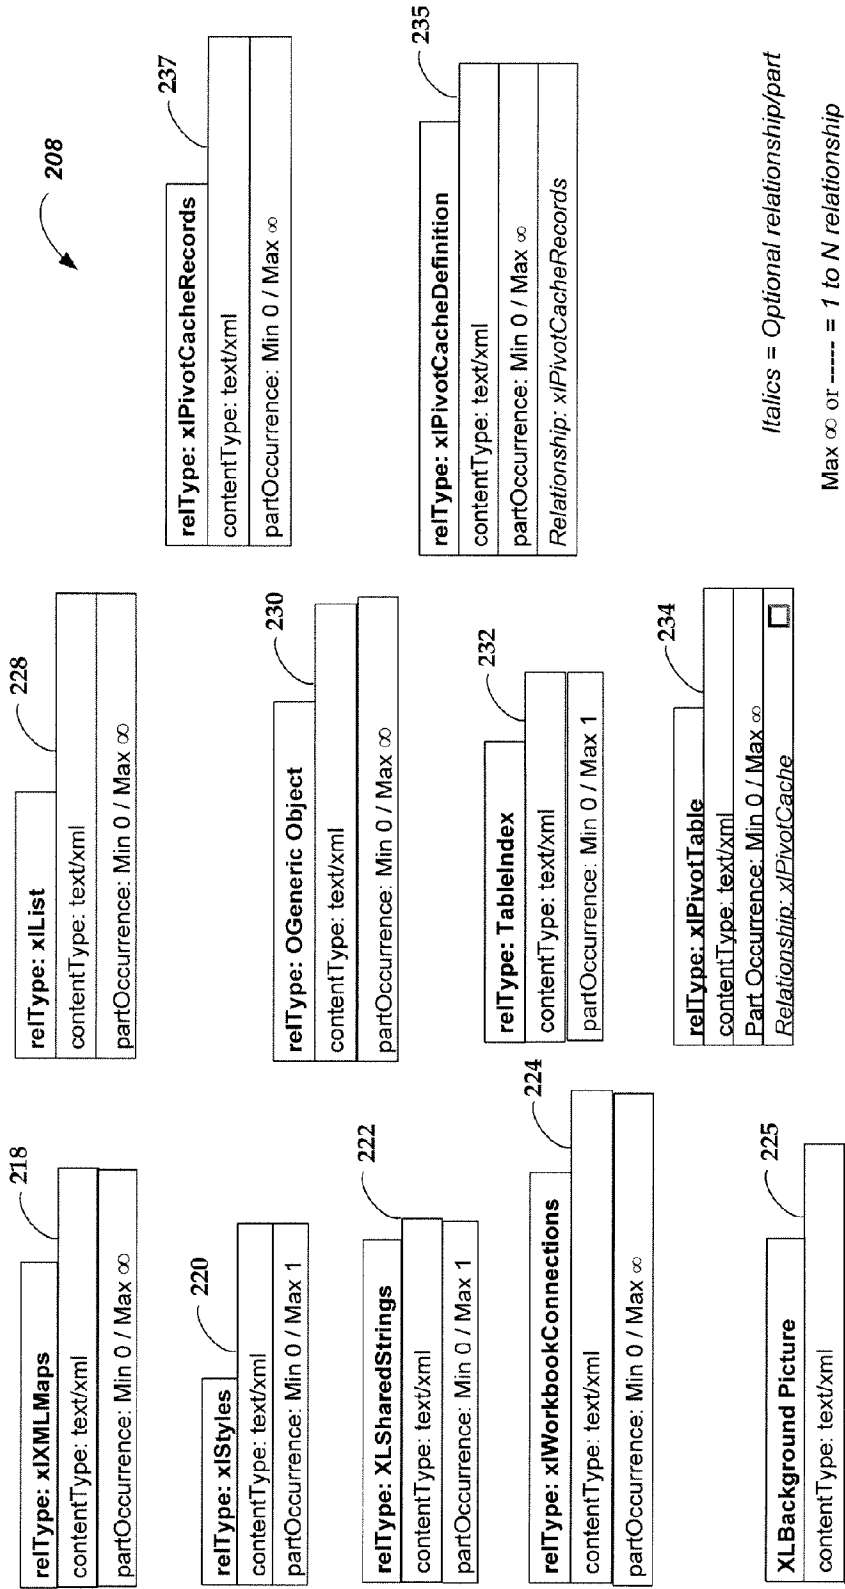 208
218
relType: xlXMLMaps
contentType: text/xml
partOccurrence: Min 0 / Max ∞
220
relType: xlStyles
contentType: text/xml
partOccurrence: Min 0 / Max 1
222
relType: XLSharedStrings
contentType: text/xml
partOccurrence: Min 0 / Max 1
224
relType: xlWorkbookConnections
contentType: text/xml
partOccurrence: Min 0 / Max ∞
225
XLBackground Picture
contentType: text/xml
228
relType: xlList
contentType: text/xml
partOccurrence: Min 0 / Max ∞
230
relType: OGeneric Object
contentType: text/xml
partOccurrence: Min 0 / Max ∞
232
relType: TableIndex
contentType: text/xml
partOccurrence: Min 0 / Max 1
234
relType: xlPivotTable
contentType: text/xml
Part Occurrence: Min 0 / Max ∞
Relationship: xlPivotCache
237
relType: xlPivotCacheRecords
contentType: text/xml
partOccurrence: Min 0 / Max ∞
235
relType: xlPivotCacheDefinition
contentType: text/xml
partOccurrence: Min 0 / Max ∞
Relationship: xlPivotCacheRecords
Italics = Optional relationship/part
Max ∞ or ----- = 1 to N relationship